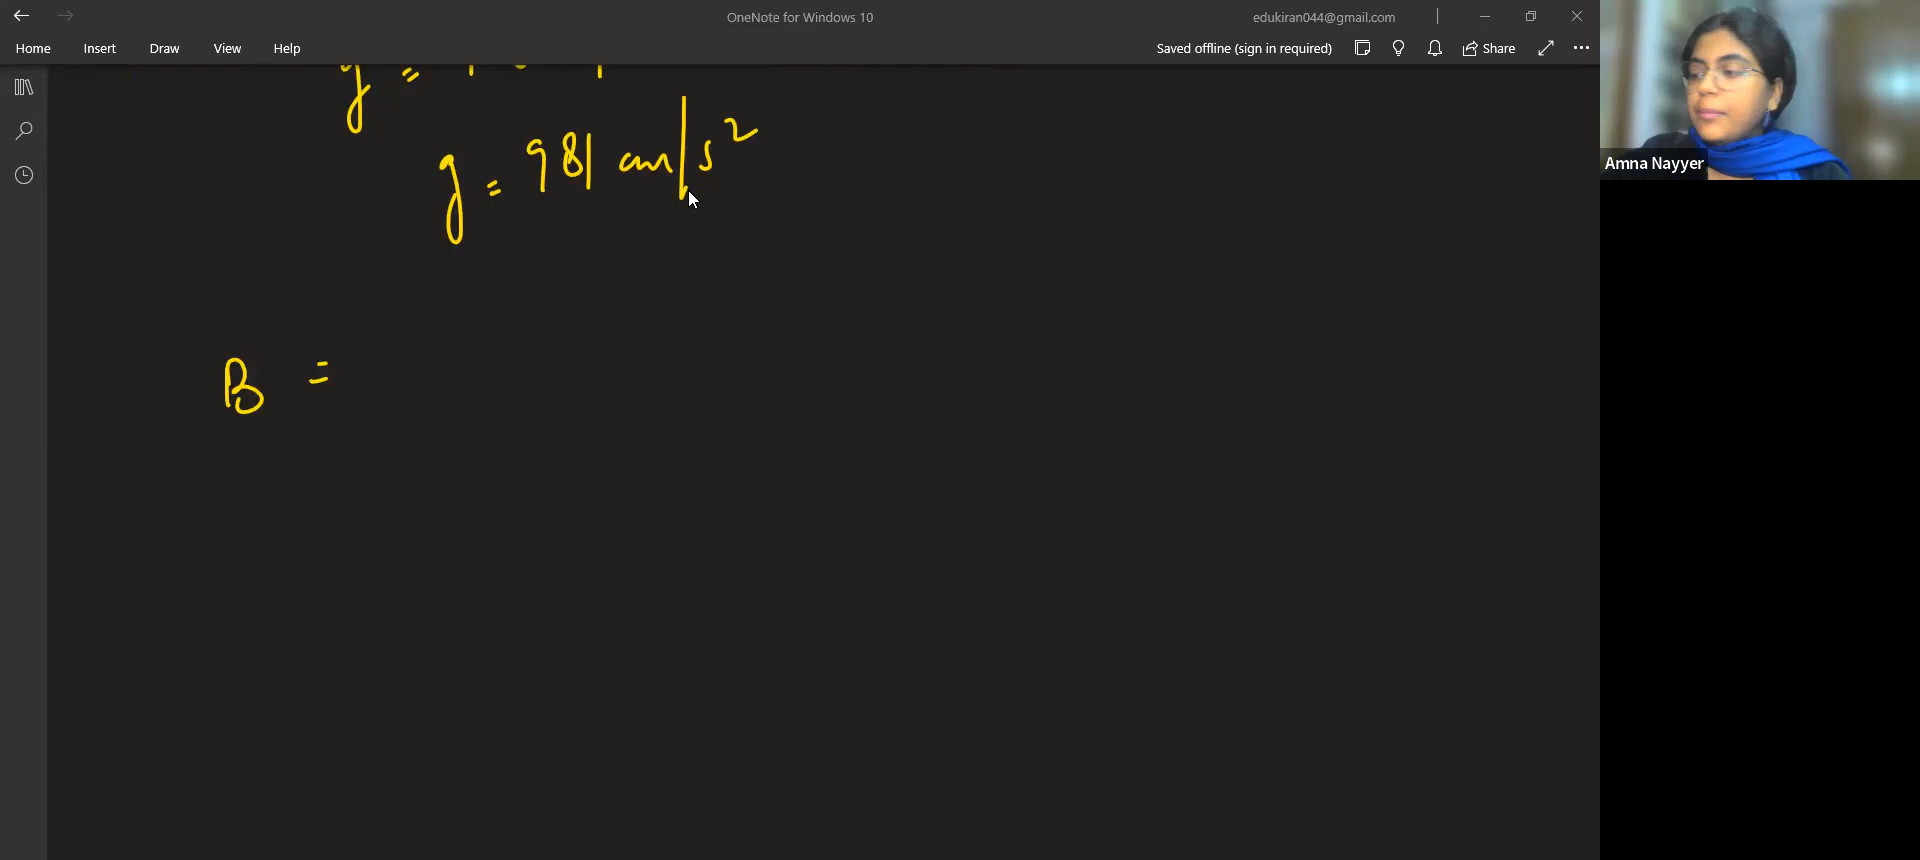 OneNote for Windows 10
edukiran044@gmail.com
Home Insert Draw View Help
Saved offline (sign in required) Share
g =
g = 981 cm/s²
B =
Amna Nayyer